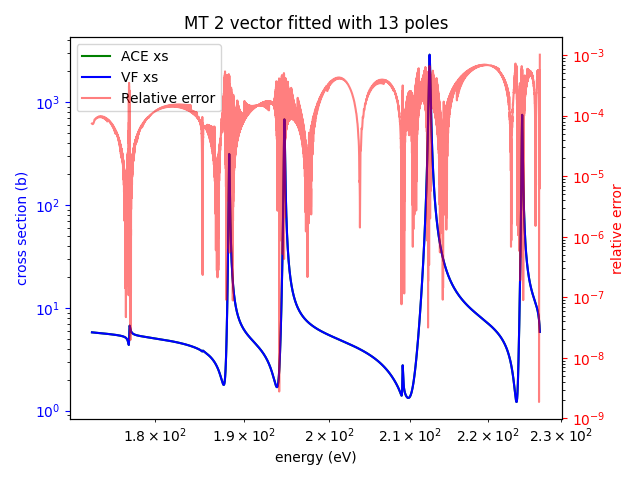 MT 2 vector fitted with 13 poles
ACE xs
VF xs
Relative error
cross section (b)
10³
10²
10¹
10⁰
10⁻³
10⁻⁴
10⁻⁵
10⁻⁶
10⁻⁷
10⁻⁸
10⁻⁹
relative error
1.8 × 10² 1.9 × 10² 2 × 10² 2.1 × 10² 2.2 × 10² 2.3 × 10²
energy (eV)